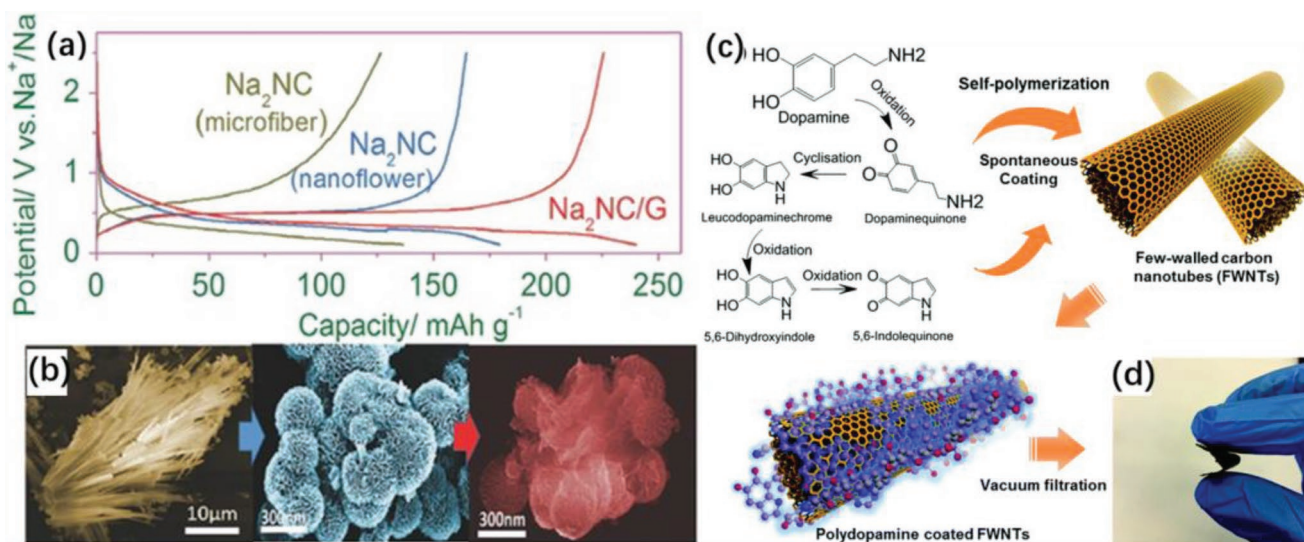 (a)
Potential/ V vs.Na⁺/Na
2
1
0
Na₂NC
(microfiber)
Na₂NC
(nanoflower)
Na₂NC/G
0
50
100
150
200
250
Capacity/ mAh g⁻¹
(b)
10μm
300nm
300nm
(c)
HO
HO
NH2
Dopamine
Oxidation
Self-polymerization
Spontaneous
Coating
HO
HO
N
H
Leucodopaminechrome
Cyclisation
O
O
NH2
Dopaminequinone
Oxidation
HO
HO
N
H
5,6-Dihydroxyindole
Oxidation
O
O
N
H
5,6-Indolequinone
Few-walled carbon
nanotubes (FWNTs)
Polydopamine coated FWNTs
Vacuum filtration
(d)